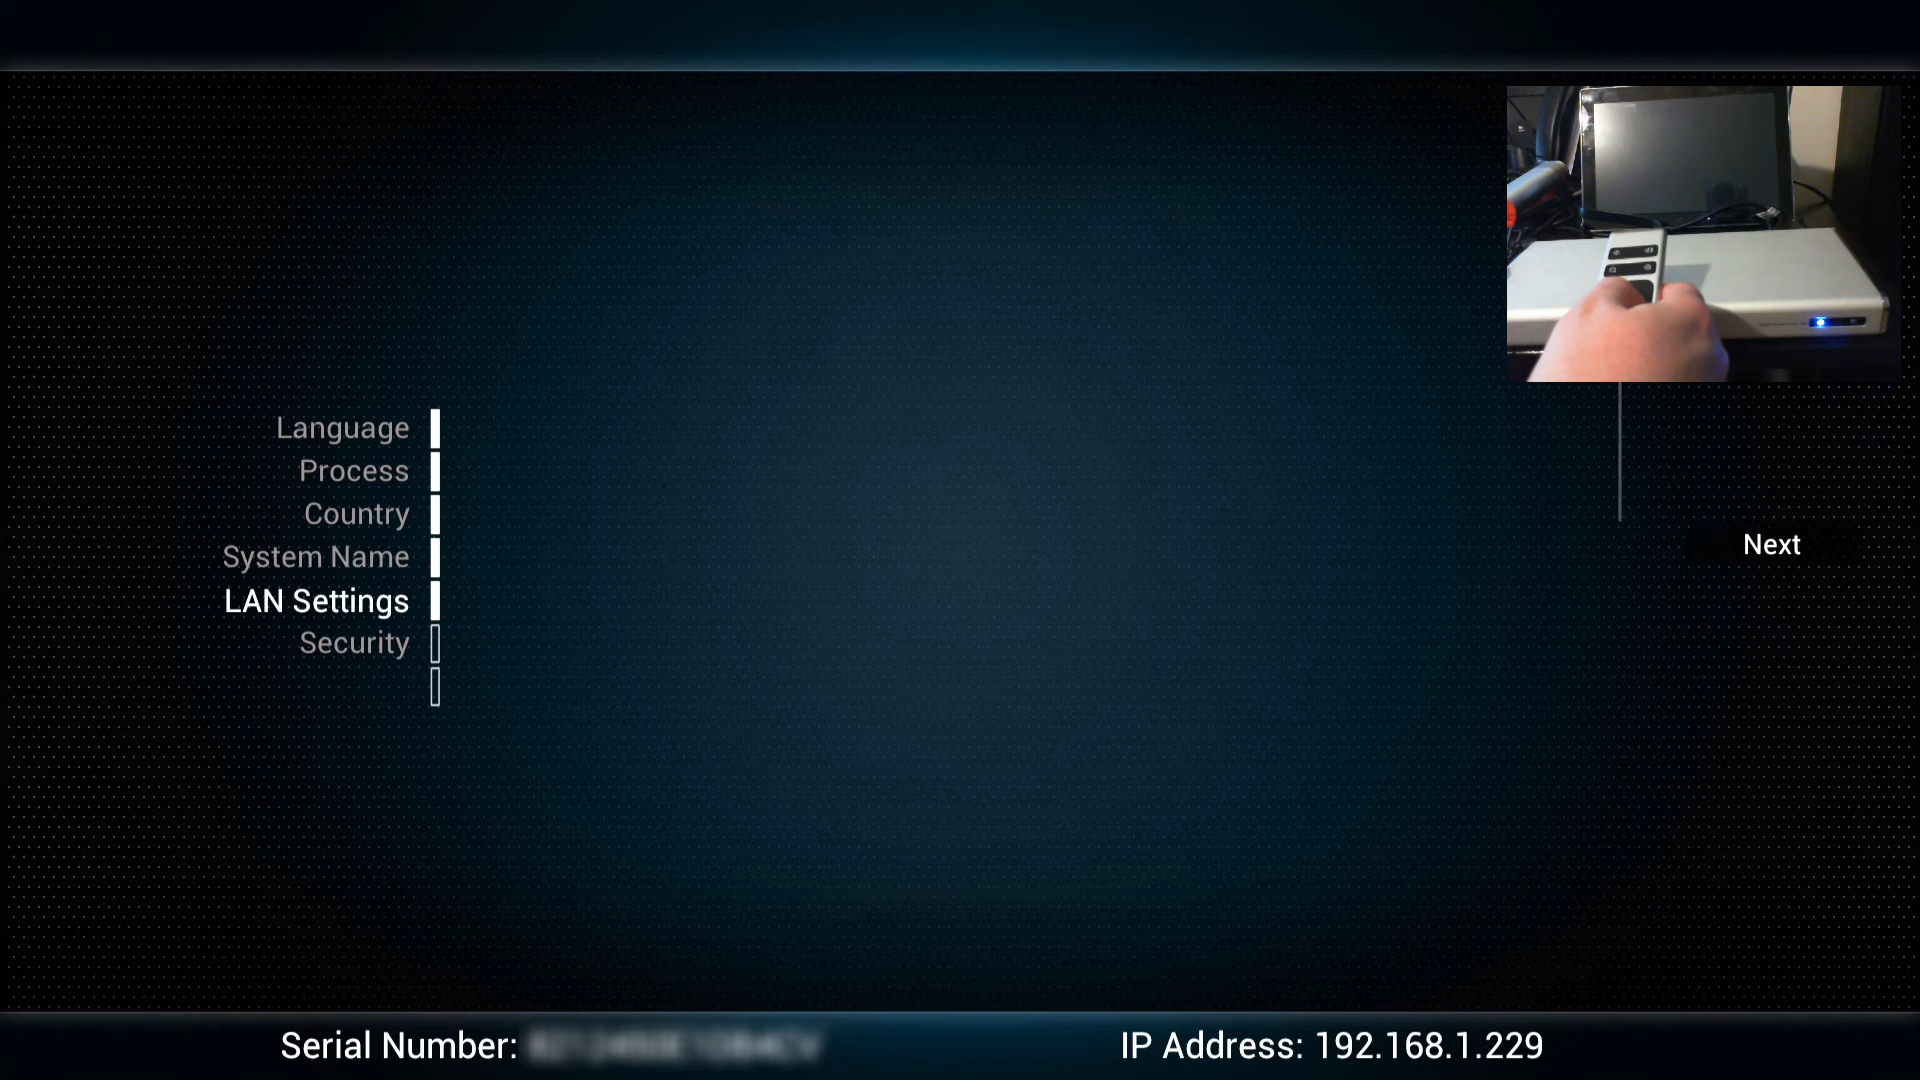 Language
Process
Country
System Name
LAN Settings
Security
Next
Serial Number:
IP Address: 192.168.1.229